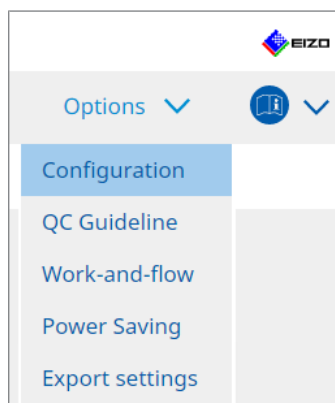 EIZO
Options
Configuration
QC Guideline
Work-and-flow
Power Saving
Export settings